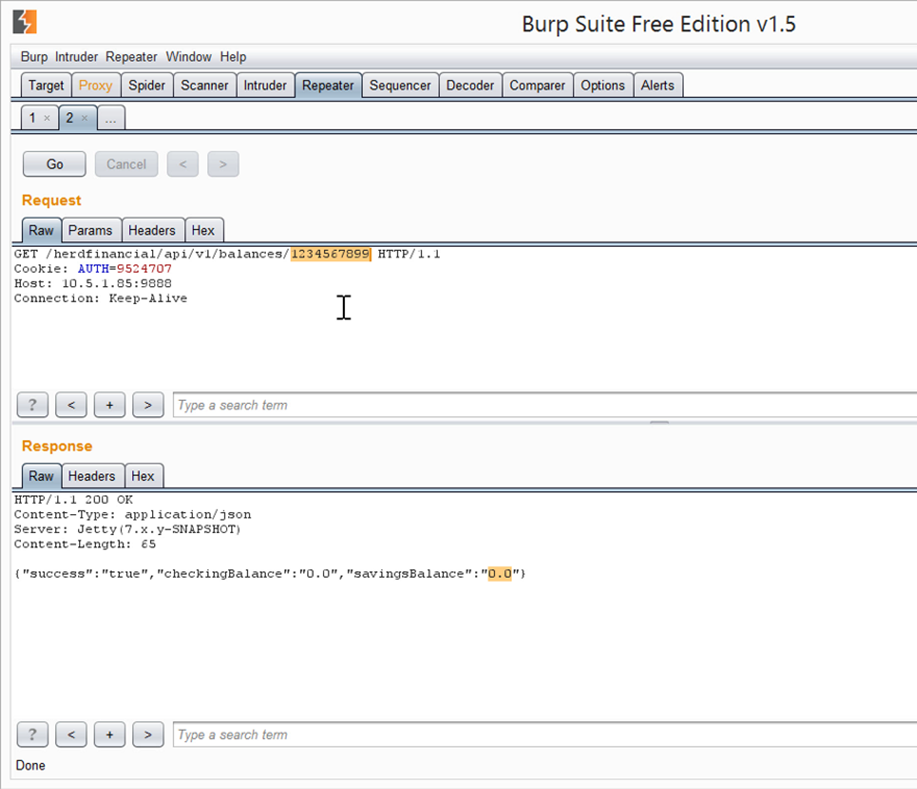 Burp Suite Free Edition v1.5
Burp Intruder Repeater Window Help
Target Proxy Spider Scanner Intruder Repeater Sequencer Decoder Comparer Options Alerts
1 × 2 × ...
Go Cancel < >
Request
Raw Params Headers Hex
GET /herdfinancial/api/v1/balances/1234567899 HTTP/1.1
Cookie: AUTH=9524707
Host: 10.5.1.85:9888
Connection: Keep-Alive
? < + > Type a search term
Response
Raw Headers Hex
HTTP/1.1 200 OK
Content-Type: application/json
Server: Jetty(7.x.y-SNAPSHOT)
Content-Length: 65
{"success":"true","checkingBalance":"0.0","savingsBalance":"0.0"}
? < + > Type a search term
Done